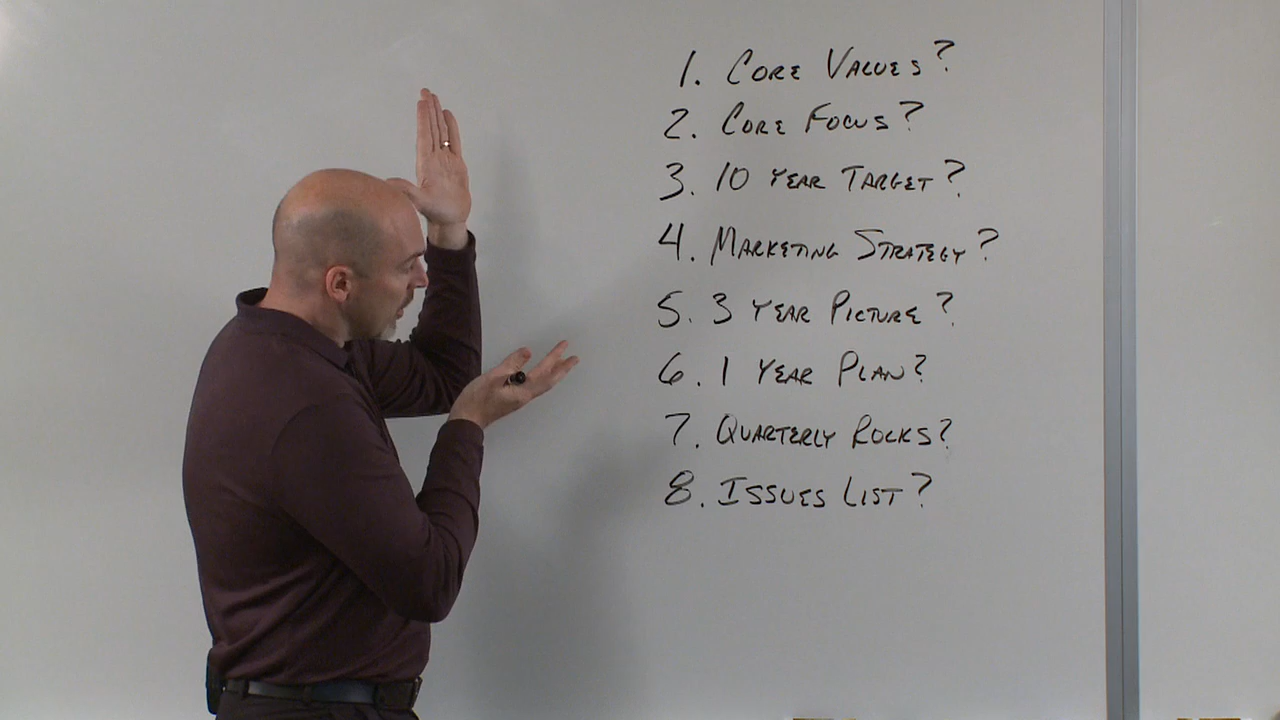 1. Core Values?
2. Core Focus?
3. 10 Year Target?
4. Marketing Strategy?
5. 3 Year Picture?
6. 1 Year Plan?
7. Quarterly Rocks?
8. Issues List?